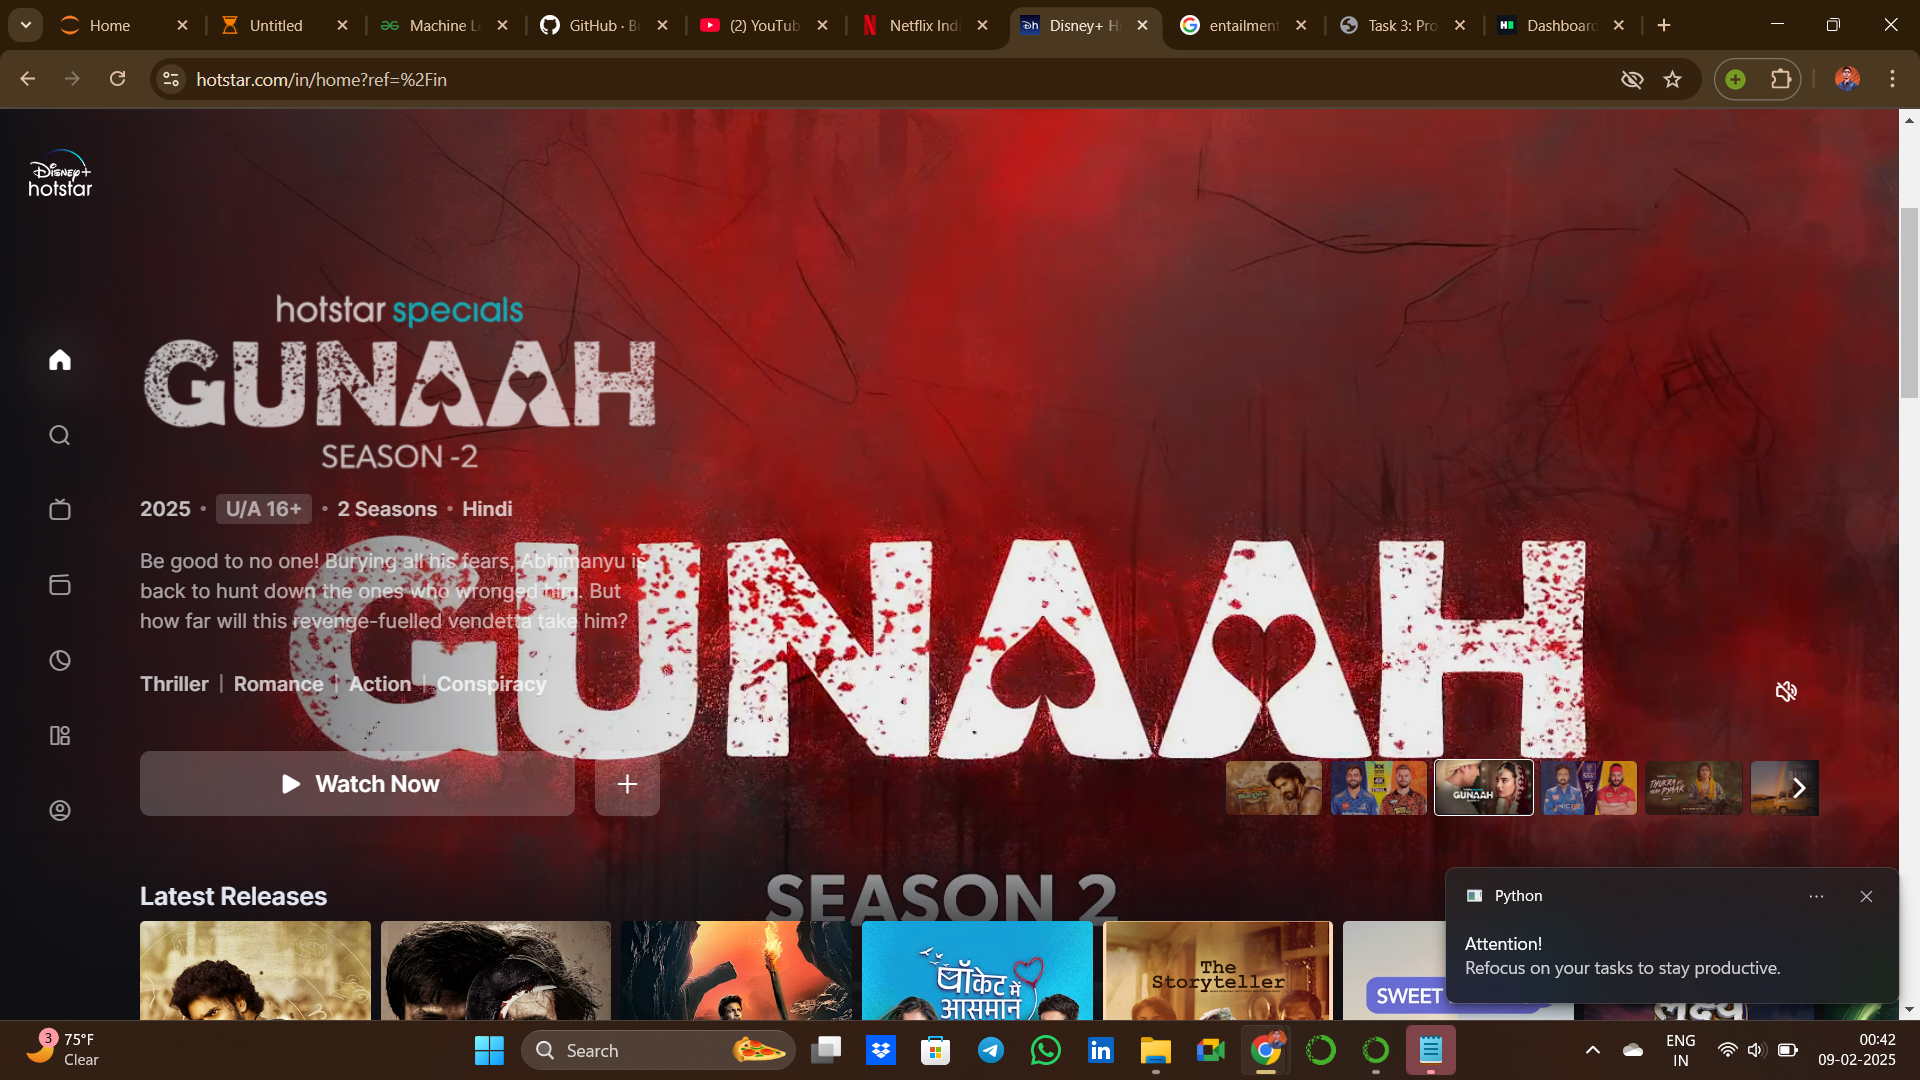 Home
Untitled
Machine Le
GitHub · Bu
(2) YouTub
Netflix Indi
Disney+ H
entailment
Task 3: Pro
Dashboard
hotstar.com/in/home?ref=%2Fin
Disney+
hotstar
hotstar specials
GUNAAH
SEASON -2
2025 • U/A 16+ • 2 Seasons • Hindi
Be good to no one! Burying all his fears, Abhimanyu is
back to hunt down the ones who wronged him. But
how far will this revenge-fuelled vendetta take him?
Thriller | Romance | Action | Conspiracy
GUNAAH
SEASON 2
Watch Now
GUNAAH
Latest Releases
पॉकेट में
आसमान
The
Storyteller
SWEET
लक्ष्य
Python
Attention!
Refocus on your tasks to stay productive.
3
75°F
Clear
Search
ENG
IN
00:42
09-02-2025